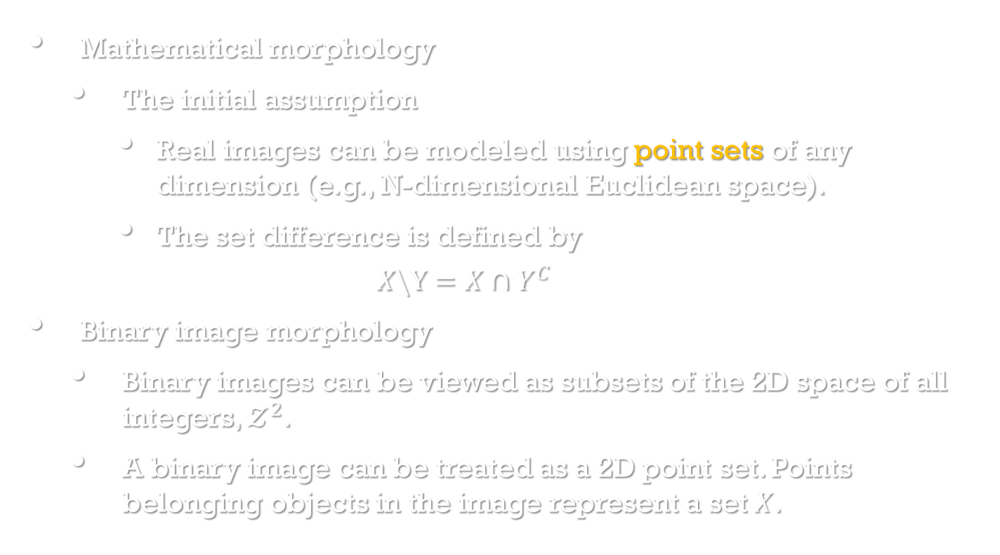 • Mathematical morphology
• The initial assumption
• Real images can be modeled using point sets of any
dimension (e.g., N-dimensional Euclidean space).
• The set difference is defined by
X\Y = X ∩ Y^C
• Binary image morphology
• Binary images can be viewed as subsets of the 2D space of all
integers, Z².
• A binary image can be treated as a 2D point set. Points
belonging objects in the image represent a set X.